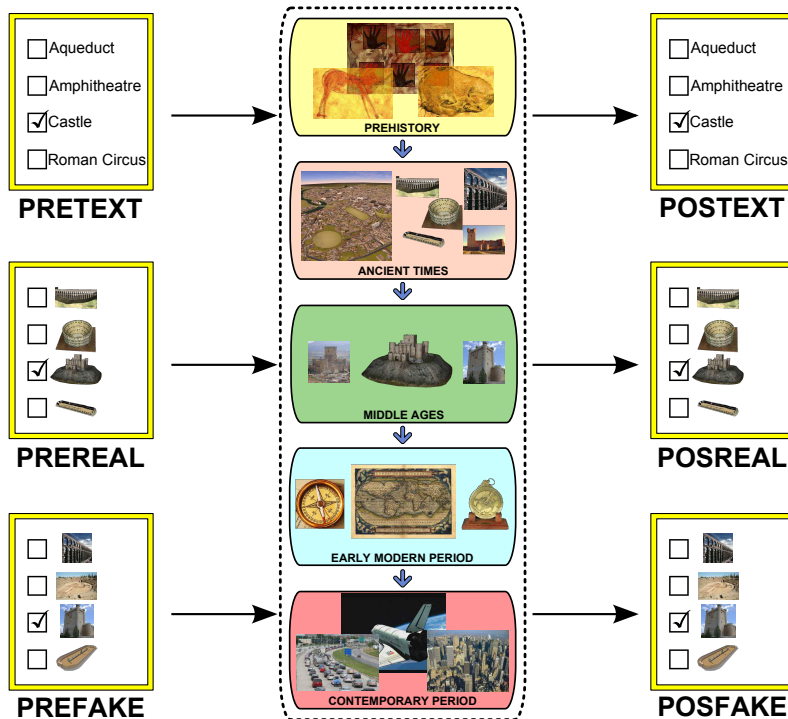 Aqueduct
Amphitheatre
Castle
Roman Circus
PRETEXT
PREREAL
PREFAKE
PREHISTORY
ANCIENT TIMES
MIDDLE AGES
EARLY MODERN PERIOD
CONTEMPORARY PERIOD
Aqueduct
Amphitheatre
Castle
Roman Circus
POSTEXT
POSREAL
POSFAKE